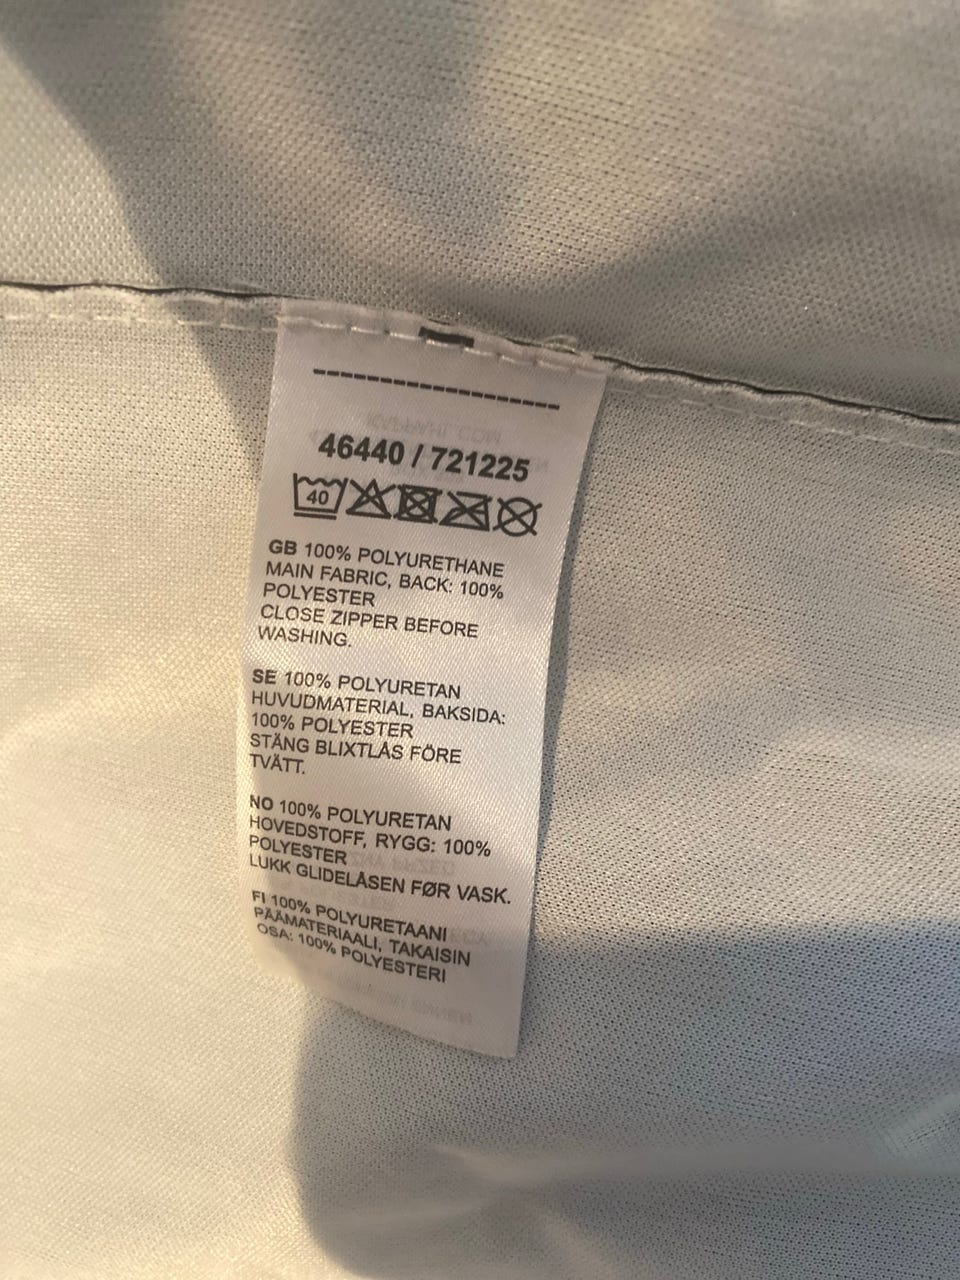 46440 / 721225
40
GB 100% POLYURETHANE
MAIN FABRIC, BACK: 100%
POLYESTER
CLOSE ZIPPER BEFORE
WASHING.
SE 100% POLYURETAN
HUVUDMATERIAL, BAKSIDA:
100% POLYESTER
STÄNG BLIXTLÅS FÖRE
TVÄTT.
NO 100% POLYURETAN
HOVEDSTOFF, RYGG: 100%
POLYESTER
LUKK GLIDELÅSEN FØR VASK.
FI 100% POLYURETAANI
PÄÄMATERIAALI, TAKAISIN
OSA: 100% POLYESTERI